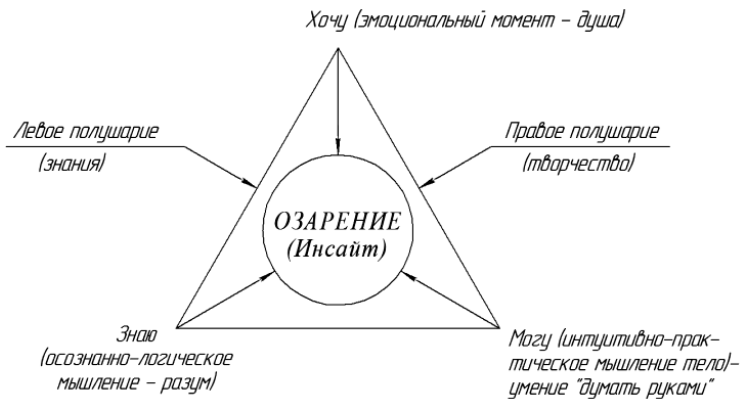 Хочу (эмоциональный момент - душа)
Левое полушарие
(знания)
Правое полушарие
(творчество)
ОЗАРЕНИЕ
(Инсайт)
Знаю
(осознанно-логическое
мышление - разум)
Могу (интуитивно-прак-
тическое мышление тело)-
умение "думать руками"